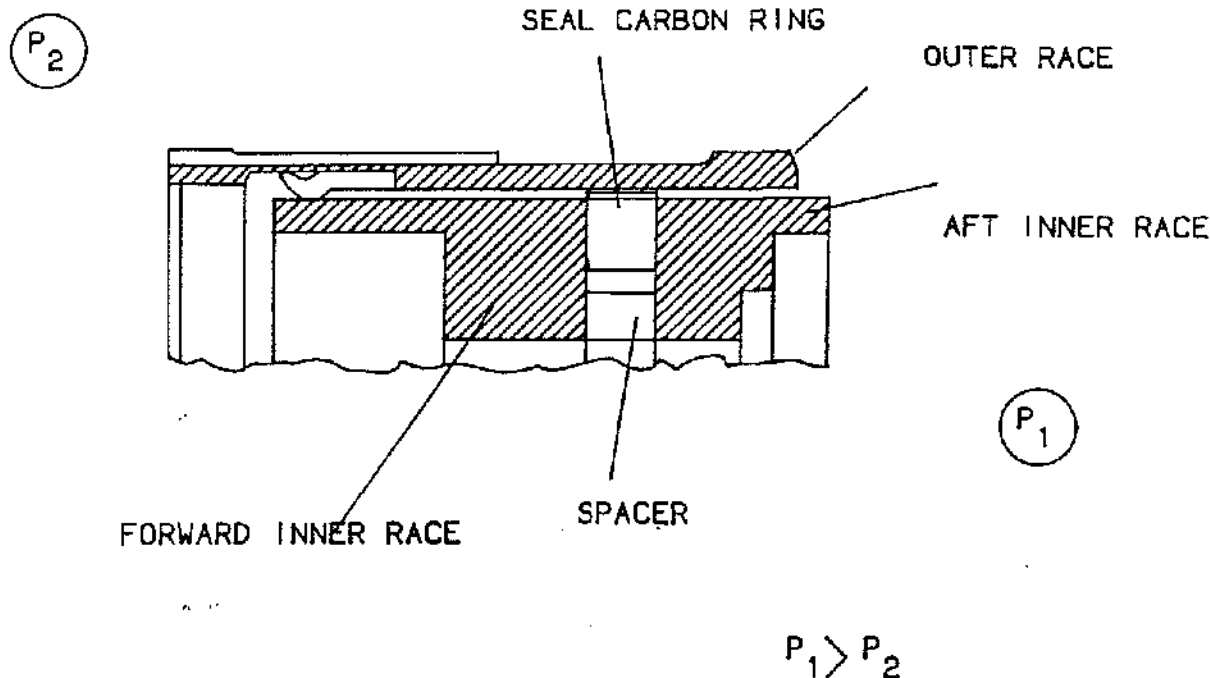 SEAL CARBON RING
P2
OUTER RACE
AFT INNER RACE
P1
SPACER
FORWARD INNER RACE
P1 > P2